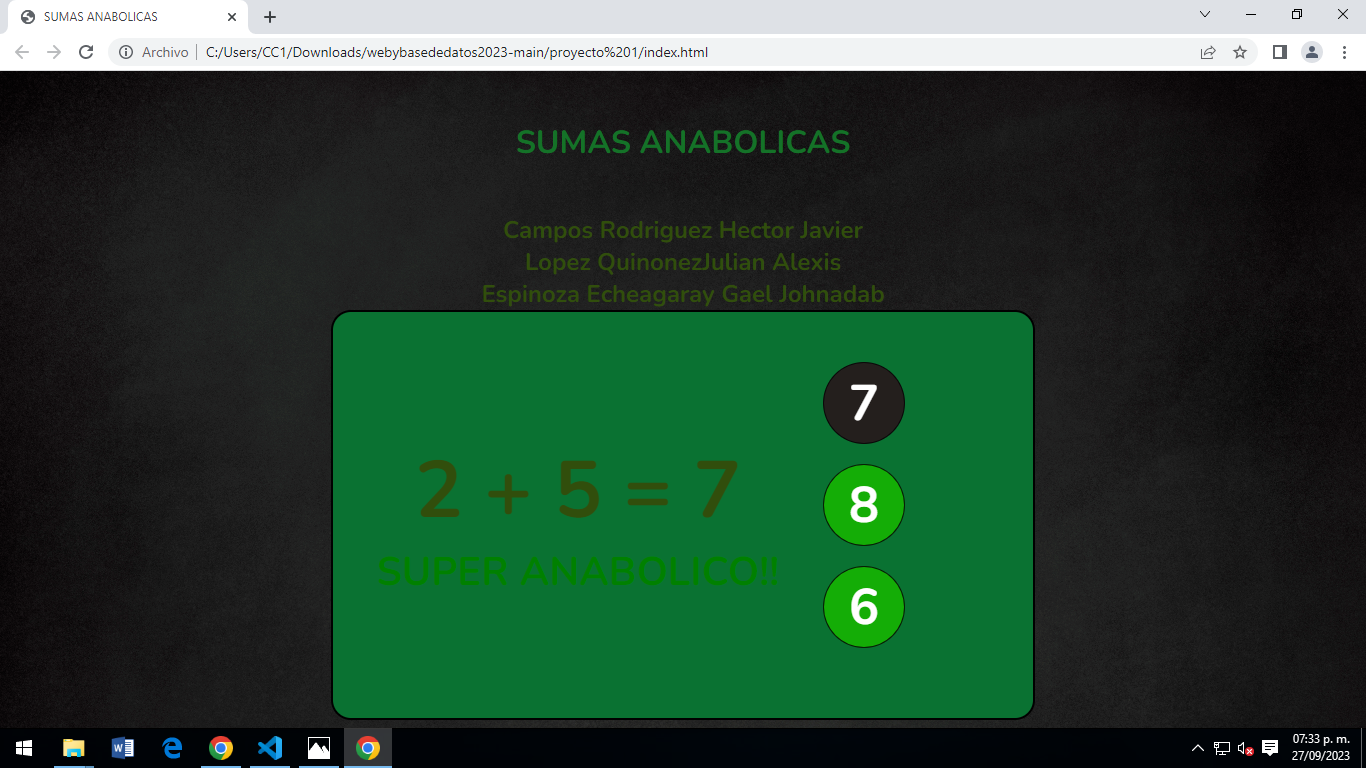 SUMAS ANABOLICAS
Archivo C:/Users/CC1/Downloads/webybasededatos2023-main/proyecto%201/index.html
SUMAS ANABOLICAS
Campos Rodriguez Hector Javier
Lopez QuinonezJulian Alexis
Espinoza Echeagaray Gael Johnadab
7
2 + 5 = 7
8
SUPER ANABOLICO!!
6
07:33 p. m.
27/09/2023